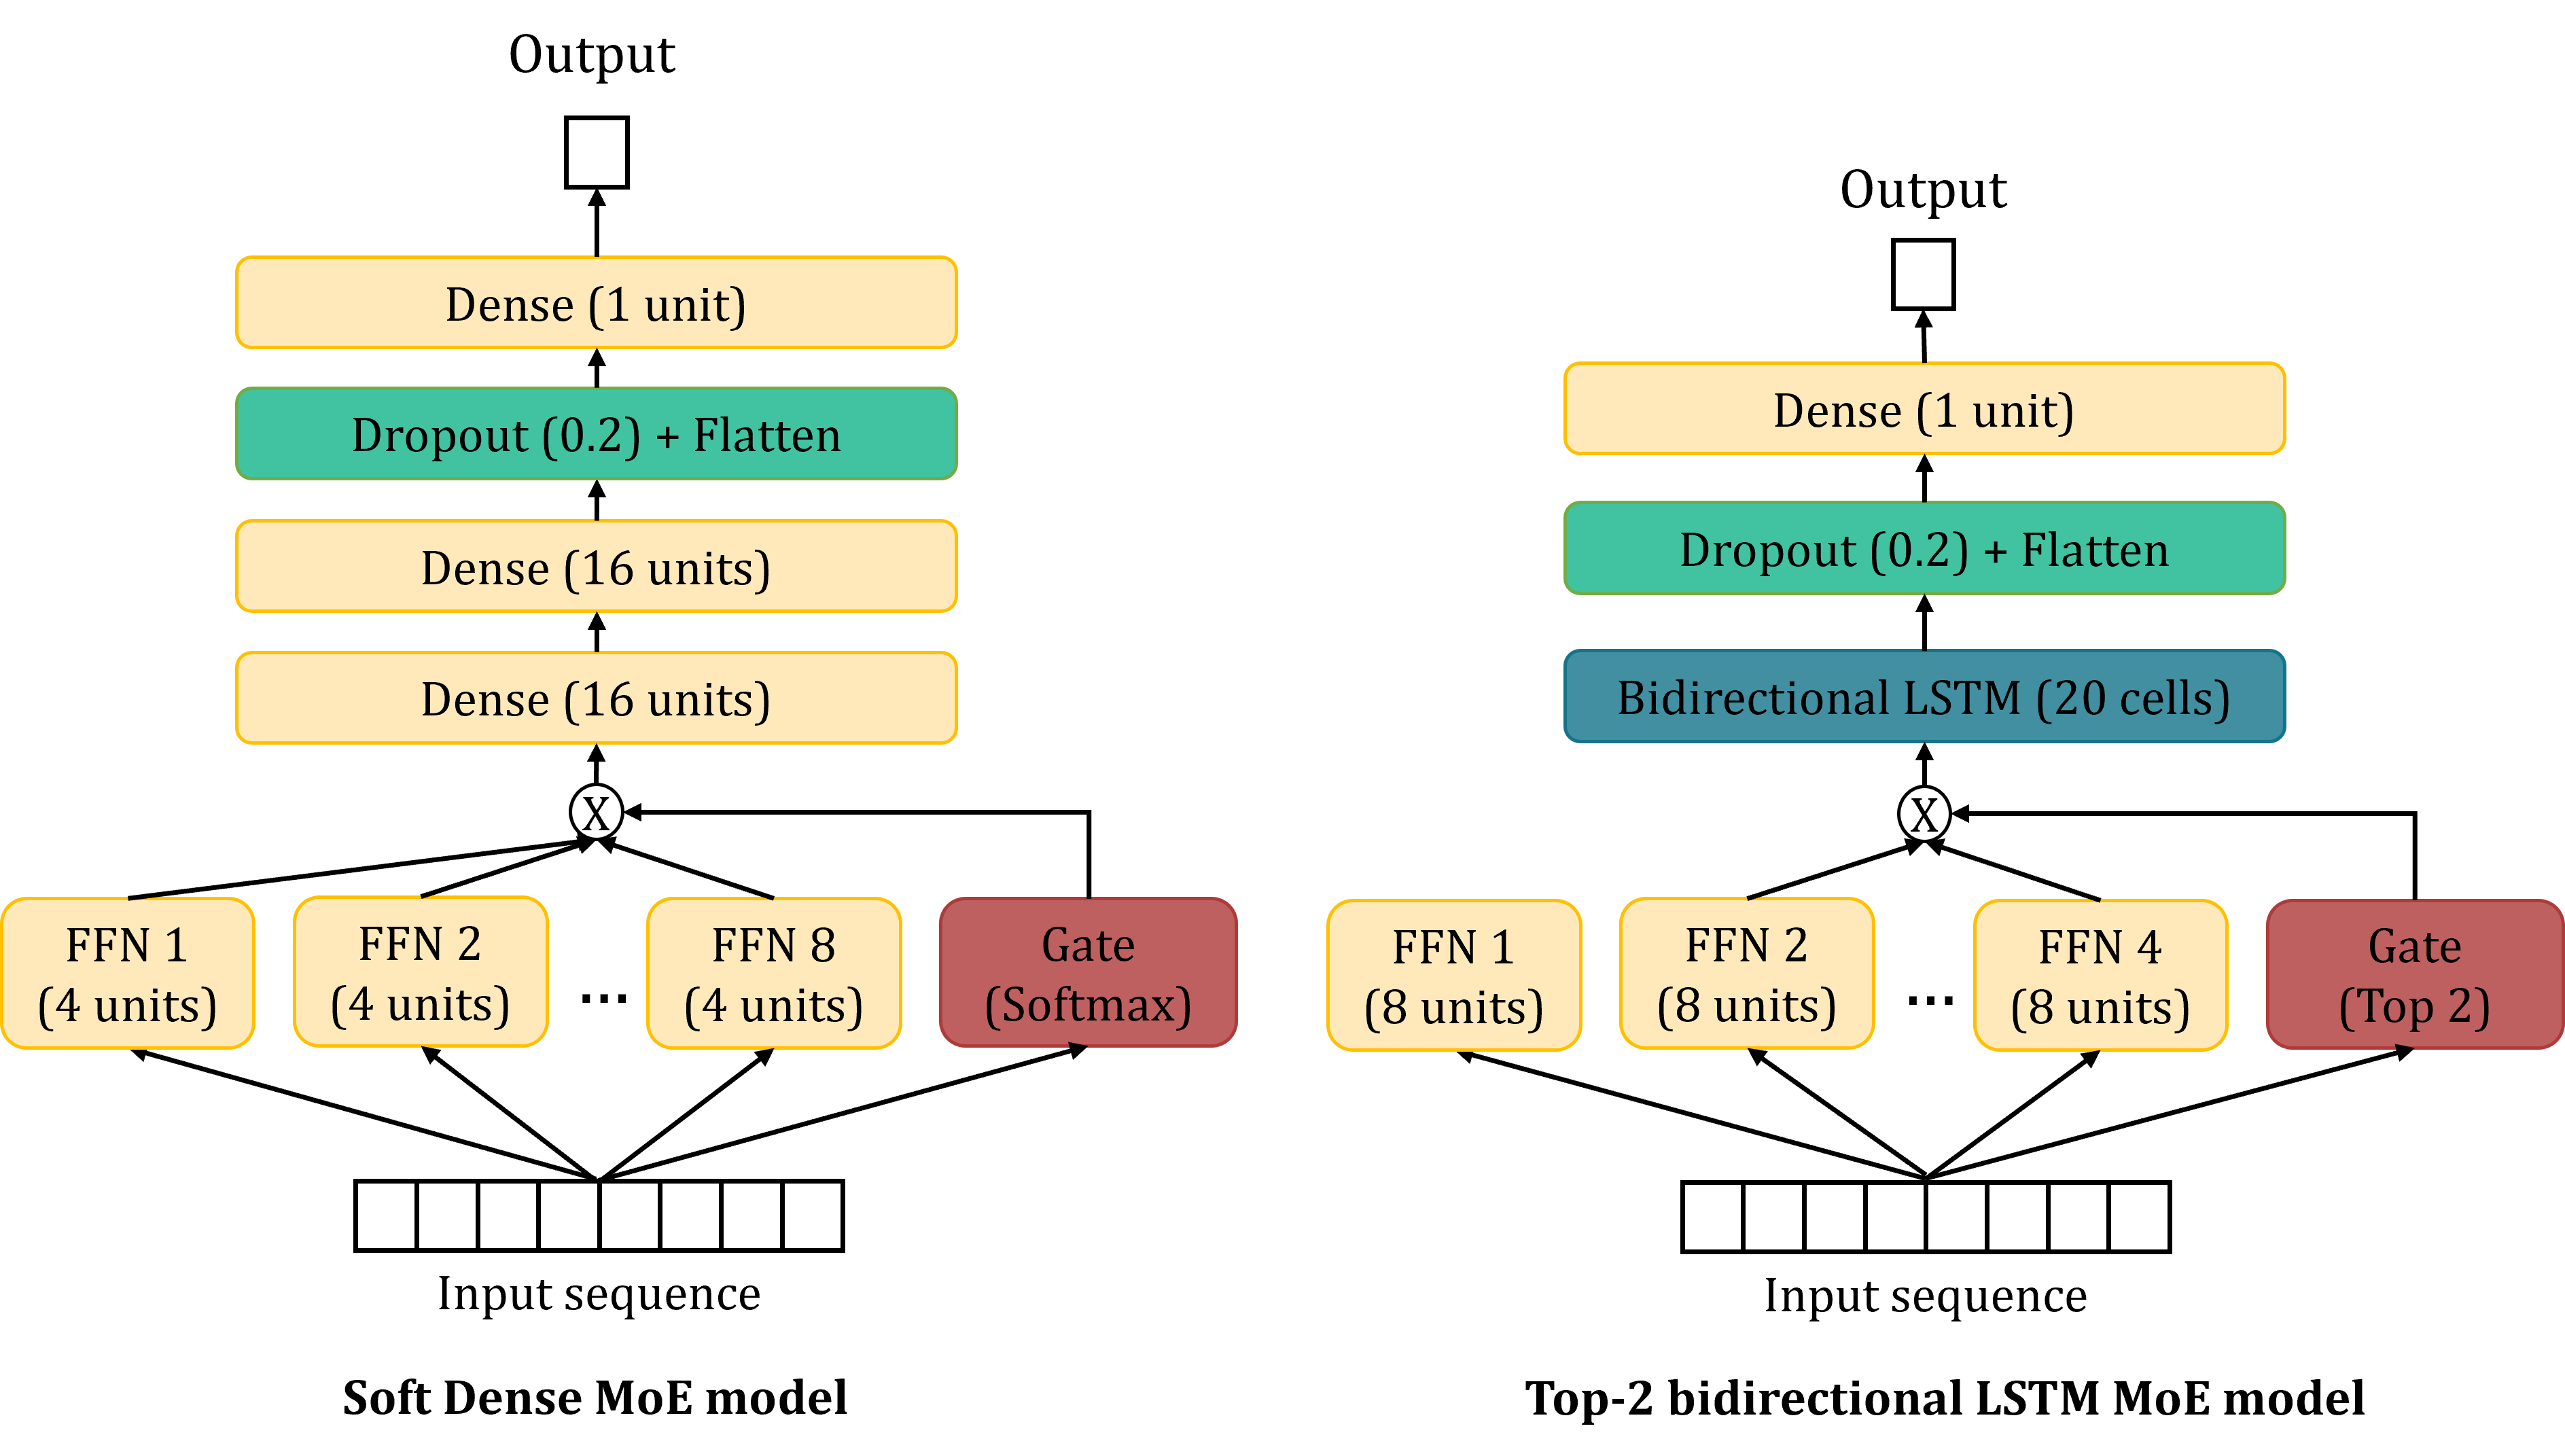 Output
Dense (1 unit)
Dropout (0.2) + Flatten
Dense (16 units)
Dense (16 units)
X
FFN 1
(4 units)
FFN 2
(4 units)
...
FFN 8
(4 units)
Gate
(Softmax)
Input sequence
Soft Dense MoE model
Output
Dense (1 unit)
Dropout (0.2) + Flatten
Bidirectional LSTM (20 cells)
X
FFN 1
(8 units)
FFN 2
(8 units)
...
FFN 4
(8 units)
Gate
(Top 2)
Input sequence
Top-2 bidirectional LSTM MoE model